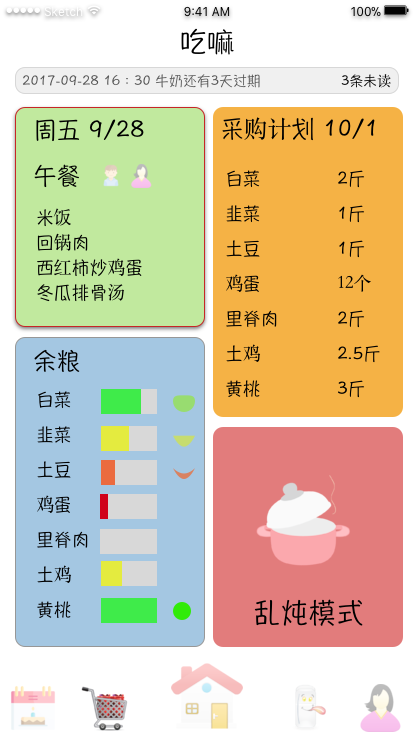 Sketch 9:41 AM 100%
吃嘛
2017-09-28 16：30 牛奶还有3天过期 3条未读
周五 9/28
午餐
米饭
回锅肉
西红柿炒鸡蛋
冬瓜排骨汤
采购计划 10/1
白菜 2斤
韭菜 1斤
土豆 1斤
鸡蛋 12个
里脊肉 2斤
土鸡 2.5斤
黄桃 3斤
余粮
白菜
韭菜
土豆
鸡蛋
里脊肉
土鸡
黄桃
乱炖模式